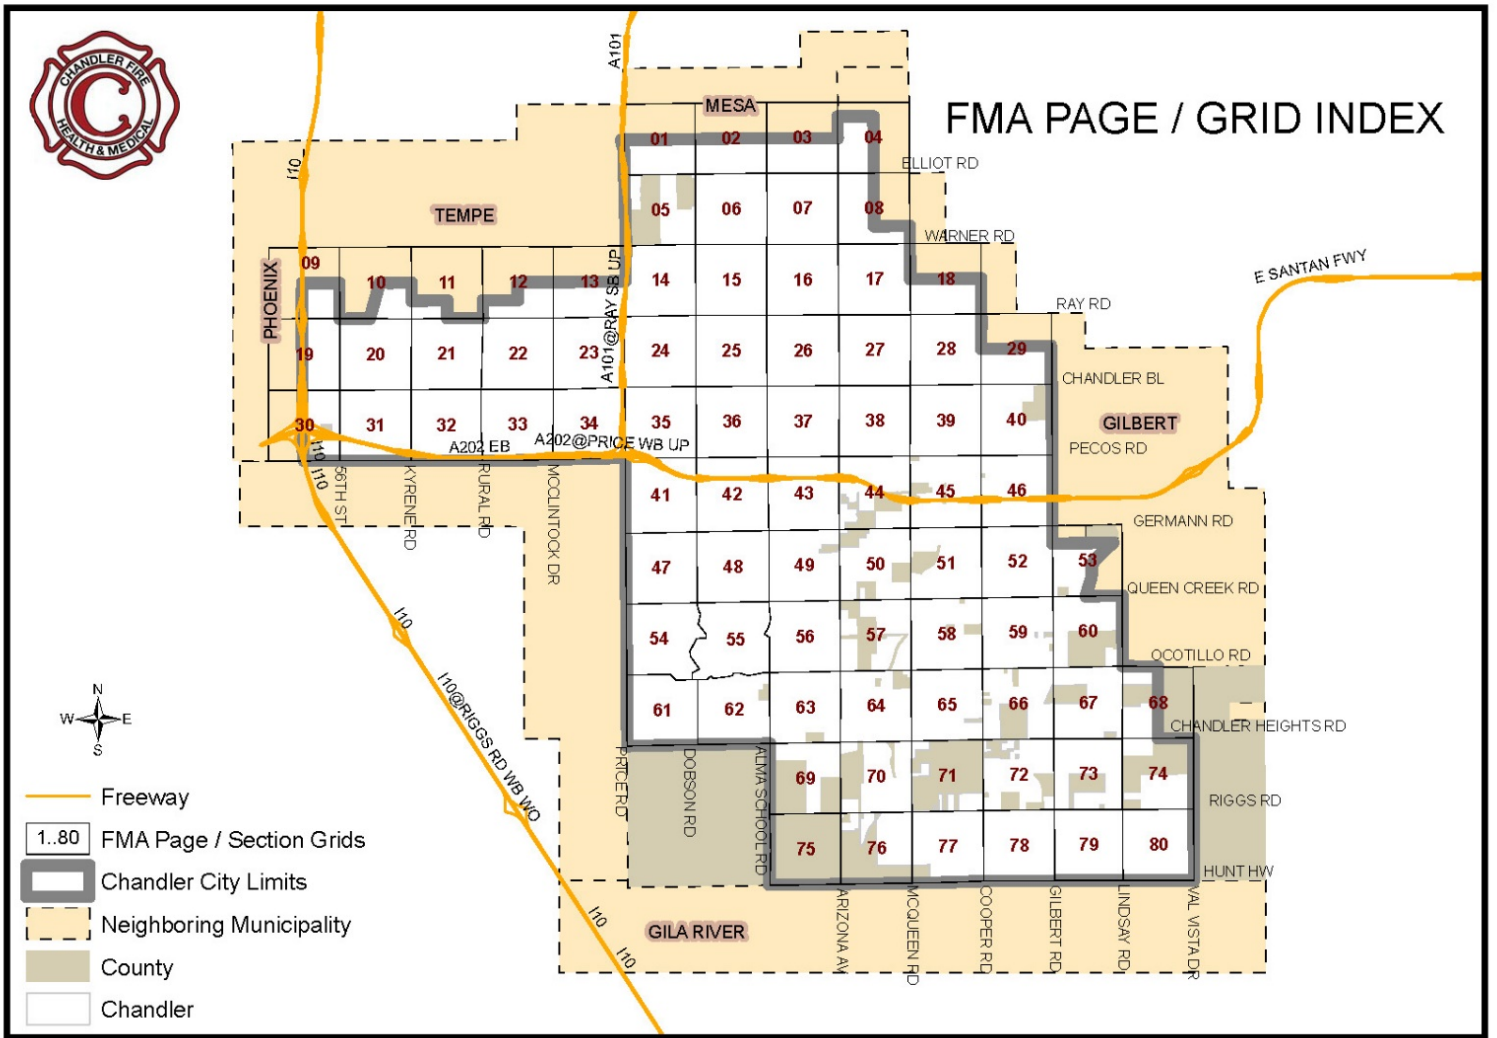 CHANDLER FIRE
C
HEALTH & MEDICAL
FMA PAGE / GRID INDEX
A101
I10
MESA
TEMPE
PHOENIX
GILBERT
GILA RIVER
01 02 03 04
ELLIOT RD
05 06 07 08
WARNER RD
09 10 11 12 13 14 15 16 17 18
E SANTAN FWY
RAY RD
A101@RAY SB UP
19 20 21 22 23 24 25 26 27 28 29
CHANDLER BL
30 31 32 33 34 35 36 37 38 39 40
A202 EB
A202@PRICE WB UP
PECOS RD
I10
I10
56TH ST
KYRENE RD
RURAL RD
MCCLINTOCK DR
41 42 43 44 45 46
GERMANN RD
47 48 49 50 51 52 53
QUEEN CREEK RD
54 55 56 57 58 59 60
OCOTILLO RD
I10
I10@RIGGS RD WB WO
61 62 63 64 65 66 67 68
CHANDLER HEIGHTS RD
PRICE RD
DOBSON RD
ALMA SCHOOL RD
69 70 71 72 73 74
RIGGS RD
75 76 77 78 79 80
HUNT HW
ARIZONA AV
MCQUEEN RD
COOPER RD
GILBERT RD
LINDSAY RD
VAL VISTA DR
I10
I10
N
W E
S
Freeway
1..80 FMA Page / Section Grids
Chandler City Limits
Neighboring Municipality
County
Chandler